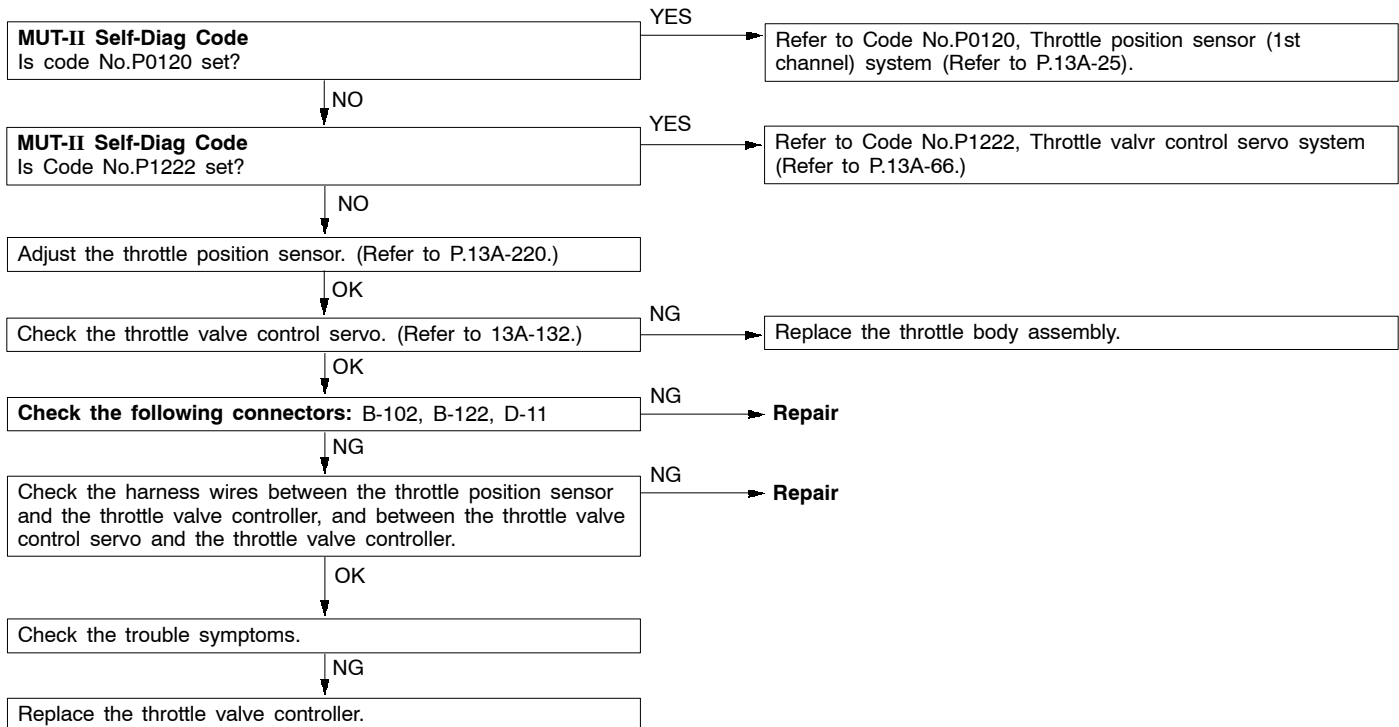 YES
MUT-II Self-Diag Code
Is code No.P0120 set?
Refer to Code No.P0120, Throttle position sensor (1st
channel) system (Refer to P.13A-25).
NO
YES
MUT-II Self-Diag Code
Is Code No.P1222 set?
Refer to Code No.P1222, Throttle valvr control servo system
(Refer to P.13A-66.)
NO
Adjust the throttle position sensor. (Refer to P.13A-220.)
OK
NG
Check the throttle valve control servo. (Refer to 13A-132.)
Replace the throttle body assembly.
OK
NG
Check the following connectors: B-102, B-122, D-11
Repair
NG
NG
Check the harness wires between the throttle position sensor
and the throttle valve controller, and between the throttle valve
control servo and the throttle valve controller.
Repair
OK
Check the trouble symptoms.
NG
Replace the throttle valve controller.